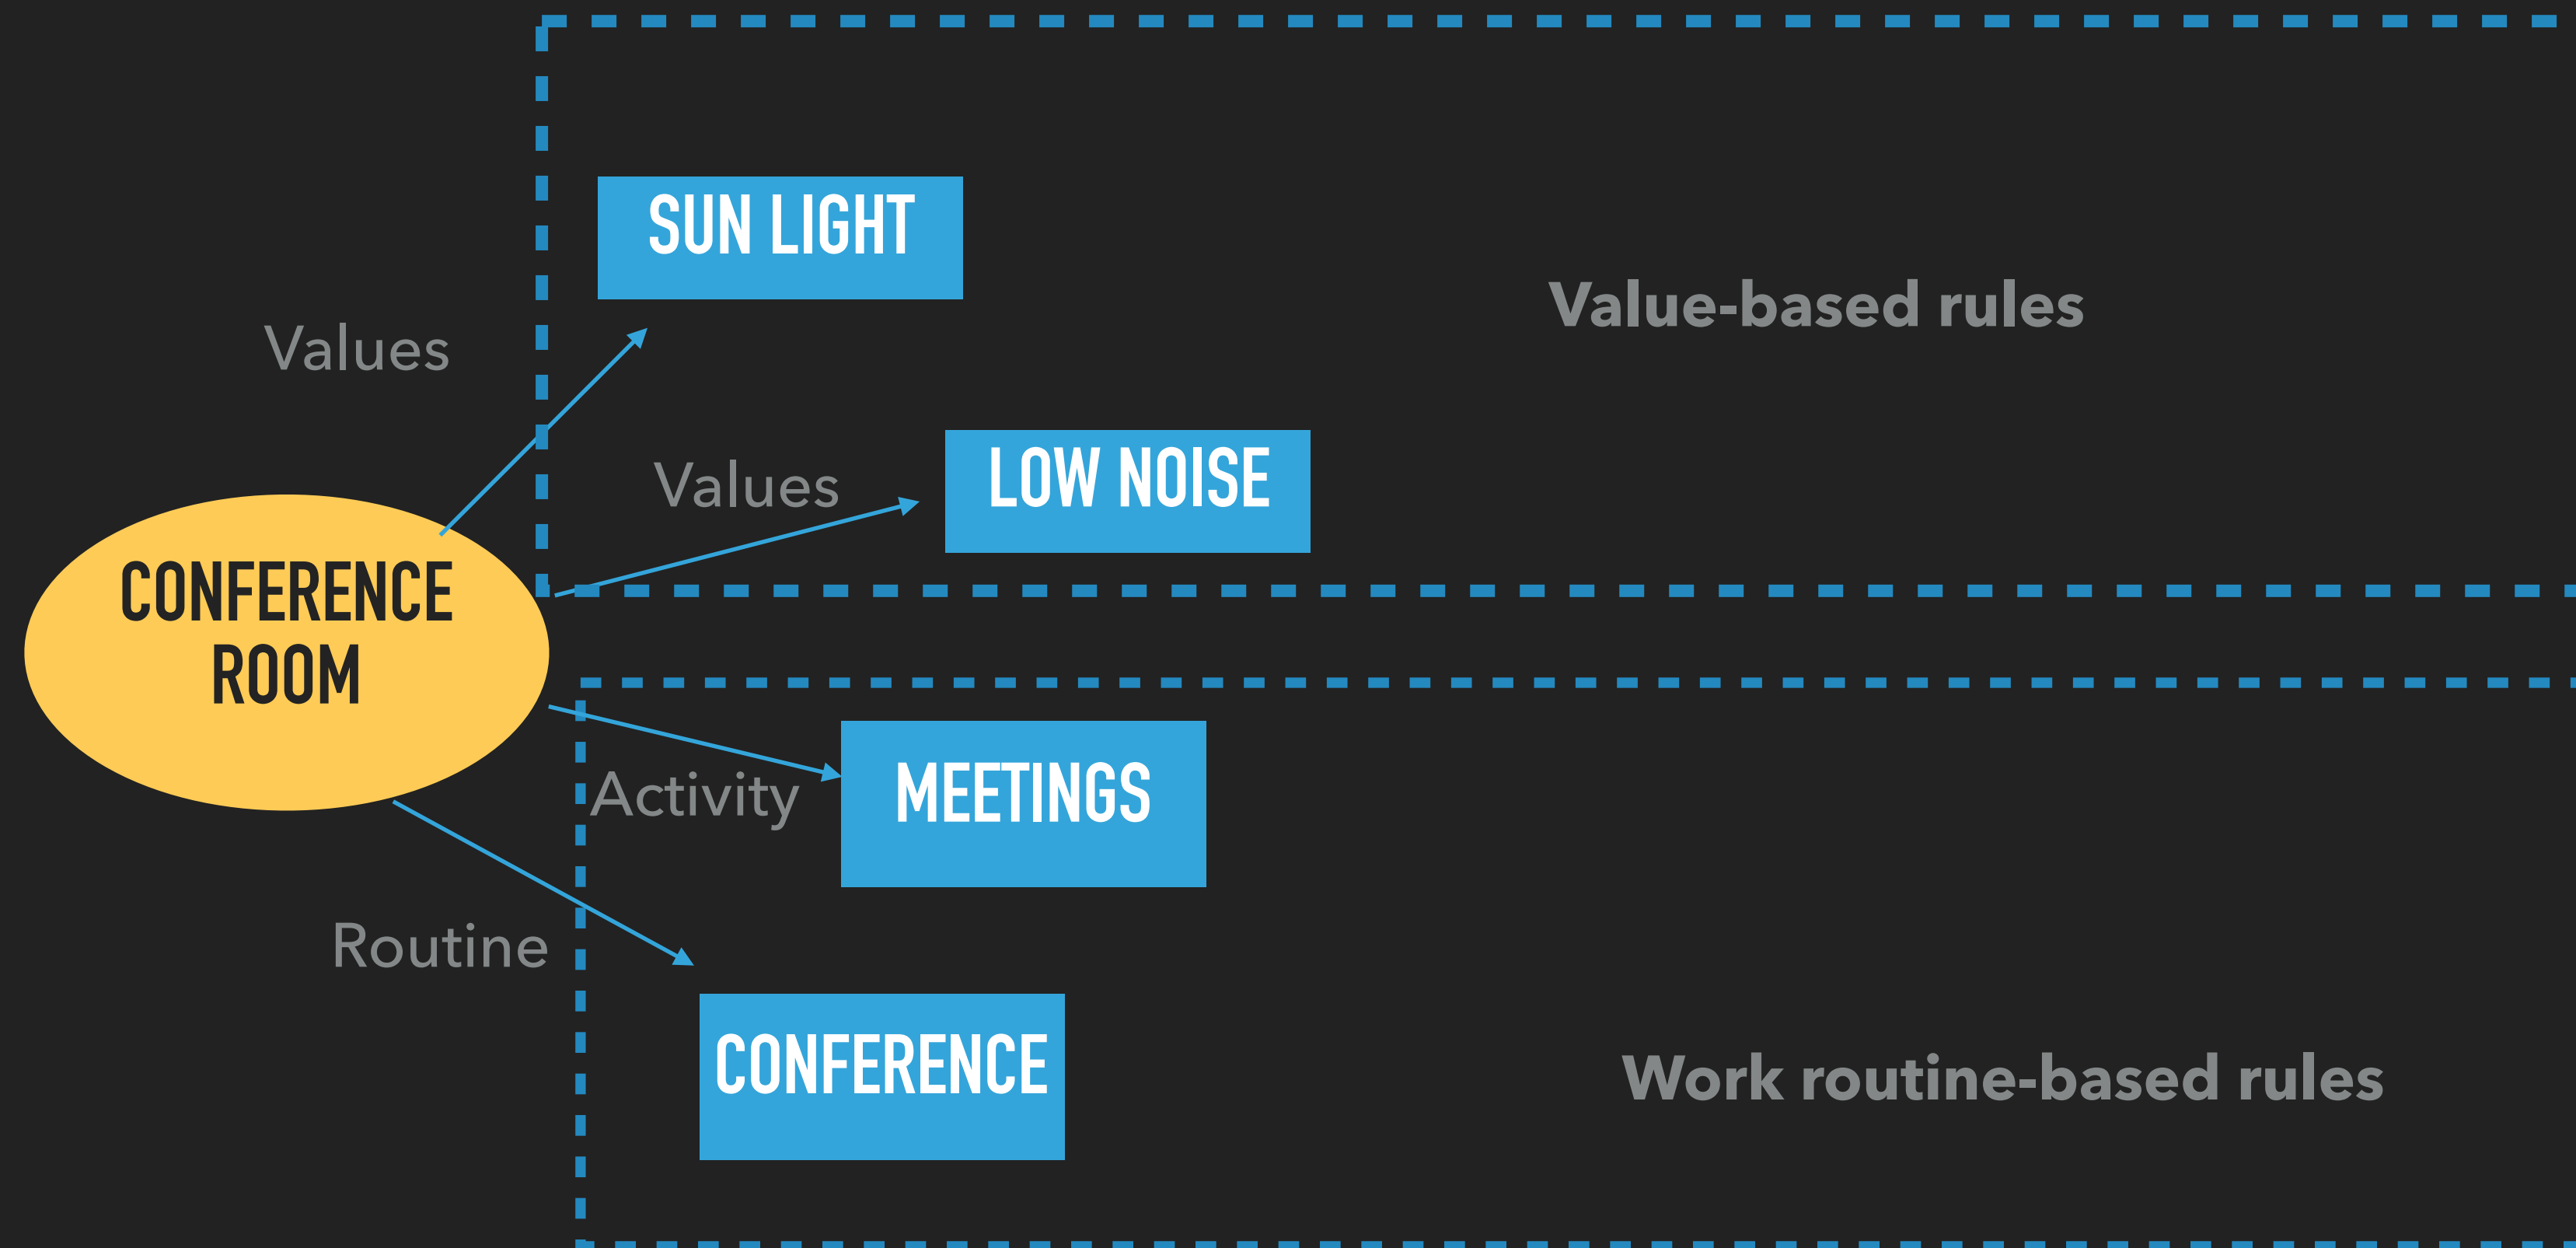 SUN LIGHT
Value-based rules
Values
Values
LOW NOISE
CONFERENCE
ROOM
MEETINGS
Activity
Routine
CONFERENCE
Work routine-based rules